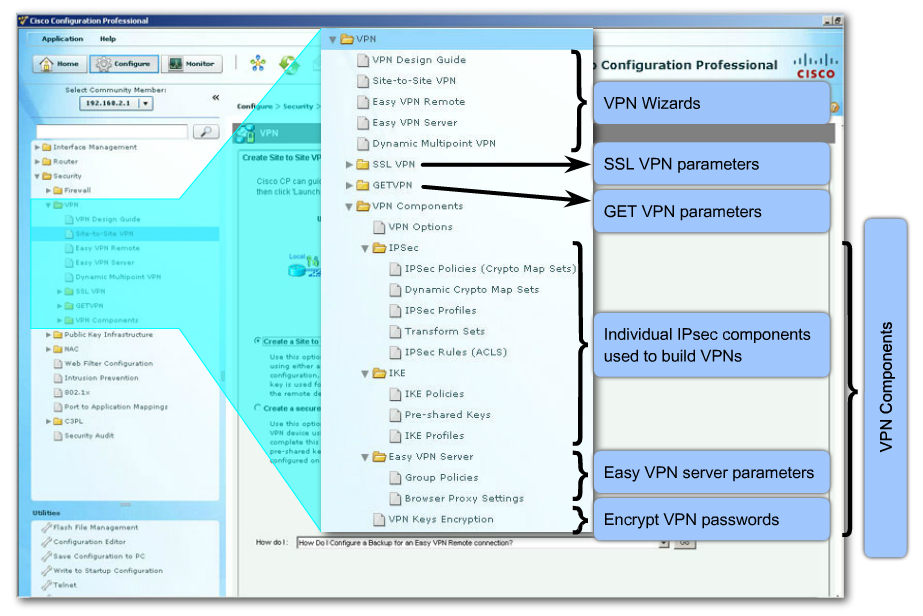 Cisco Configuration Professional
Application Help
Home Configure Monitor
Configuration Professional
CISCO
Select Community Member:
192.168.2.1
Configure > Security >
VPN
Interface Management
Router
Security
Firewall
VPN
VPN Design Guide
Site-to-Site VPN
Easy VPN Remote
Easy VPN Server
Dynamic Multipoint VPN
SSL VPN
GETVPN
VPN Components
Public Key Infrastructure
NAC
Web Filter Configuration
Intrusion Prevention
802.1x
Port to Application Mappings
C3PL
Security Audit
Utilities
Flash File Management
Configuration Editor
Save Configuration to PC
Write to Startup Configuration
Telnet
Create Site to Site VP
Cisco CP can gui
then click 'Launch
Local
Create a Site to
Use this optio
using either a
configuration,
key is used fo
the remote de
Create a secure
Use this optio
VPN device us
complete this
pre-shared ke
configured on
How do I: How Do I Configure a Backup for an Easy VPN Remote connection?
Go
VPN
VPN Design Guide
Site-to-Site VPN
Easy VPN Remote
Easy VPN Server
Dynamic Multipoint VPN
SSL VPN
GETVPN
VPN Components
VPN Options
IPSec
IPSec Policies (Crypto Map Sets)
Dynamic Crypto Map Sets
IPSec Profiles
Transform Sets
IPSec Rules (ACLS)
IKE
IKE Policies
Pre-shared Keys
IKE Profiles
Easy VPN Server
Group Policies
Browser Proxy Settings
VPN Keys Encryption
VPN Wizards
SSL VPN parameters
GET VPN parameters
Individual IPsec components
used to build VPNs
Easy VPN server parameters
Encrypt VPN passwords
VPN Components